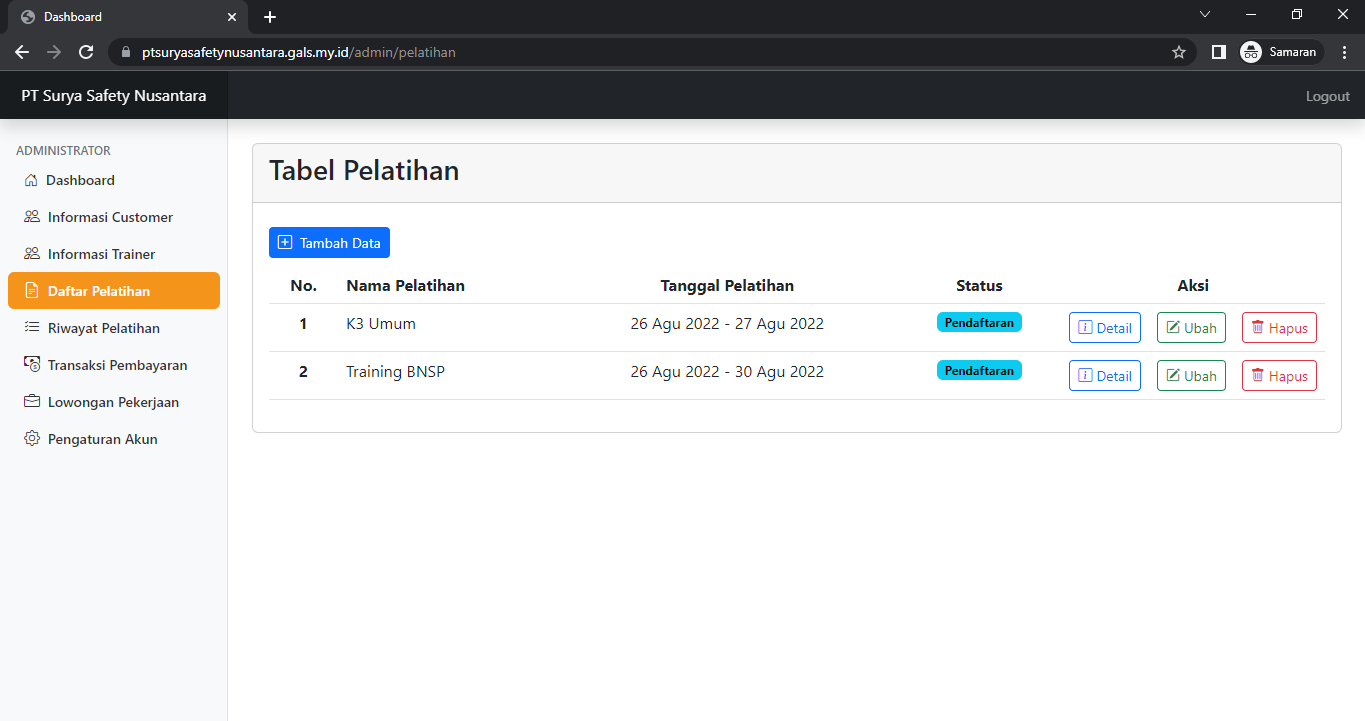 Dashboard
ptsuryasafetynusantara.gals.my.id/admin/pelatihan
Samaran
PT Surya Safety Nusantara
Logout
ADMINISTRATOR
Dashboard
Informasi Customer
Informasi Trainer
Daftar Pelatihan
Riwayat Pelatihan
Transaksi Pembayaran
Lowongan Pekerjaan
Pengaturan Akun
Tabel Pelatihan
Tambah Data
No. Nama Pelatihan Tanggal Pelatihan Status Aksi
1 K3 Umum 26 Agu 2022 - 27 Agu 2022 Pendaftaran Detail Ubah Hapus
2 Training BNSP 26 Agu 2022 - 30 Agu 2022 Pendaftaran Detail Ubah Hapus